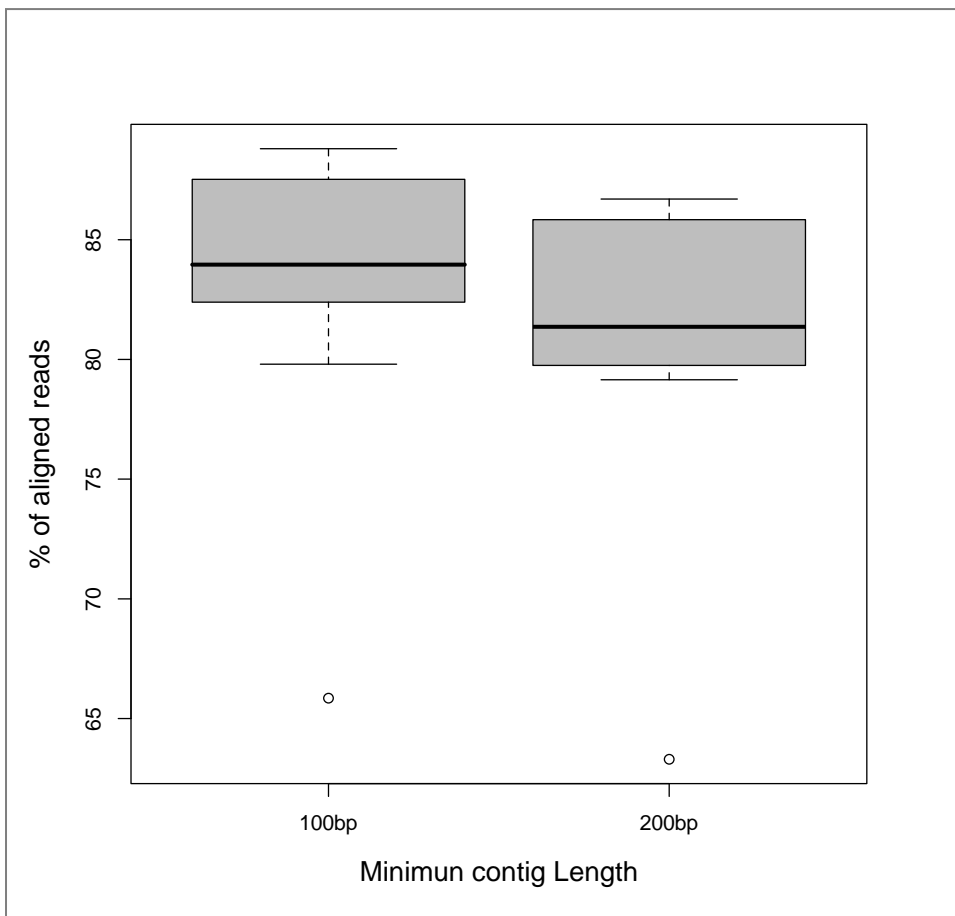 % of aligned reads
85
80
75
70
65
100bp 200bp
Minimun contig Length